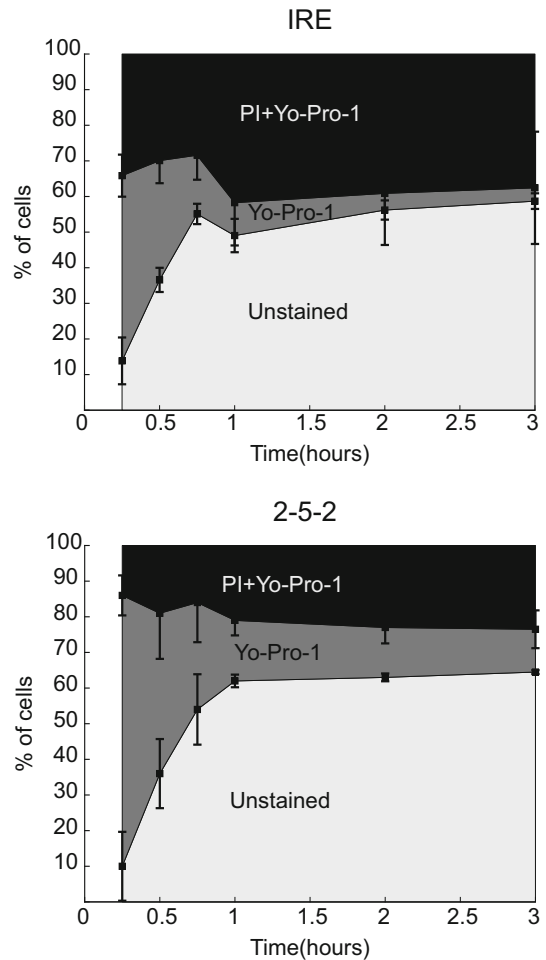 IRE
100
90
80
70
60
50
40
30
20
10
% of cells
PI+Yo-Pro-1
Yo-Pro-1
Unstained
0 0.5 1 1.5 2 2.5 3
Time(hours)
2-5-2
100
90
80
70
60
50
40
30
20
10
% of cells
PI+Yo-Pro-1
Yo-Pro-1
Unstained
0 0.5 1 1.5 2 2.5 3
Time(hours)